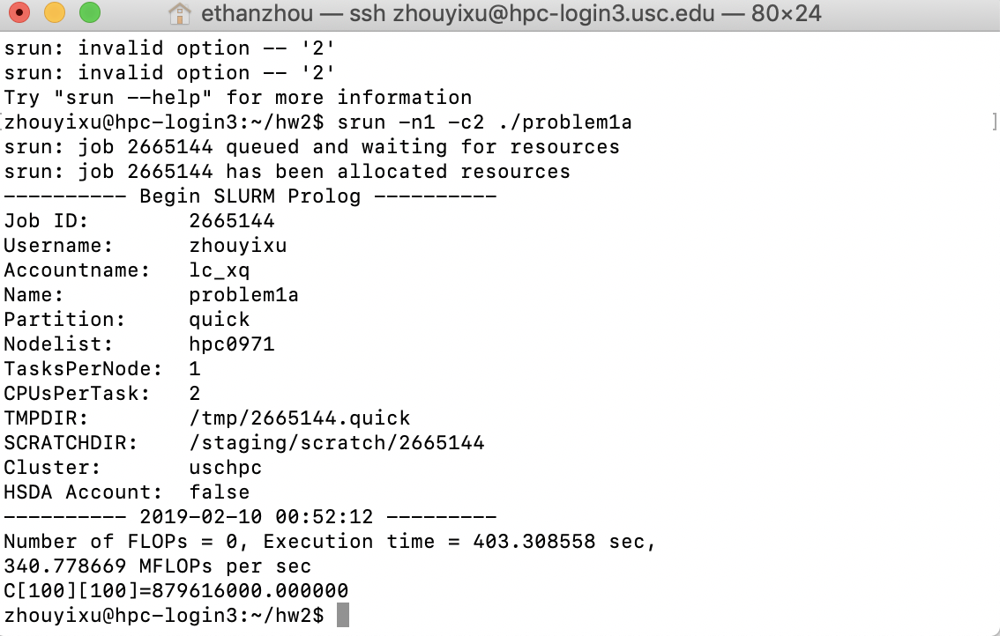 ethanzhou — ssh zhouyixu@hpc-login3.usc.edu — 80×24
srun: invalid option -- '2'
srun: invalid option -- '2'
Try "srun --help" for more information
[zhouyixu@hpc-login3:~/hw2$ srun -n1 -c2 ./problem1a ]
srun: job 2665144 queued and waiting for resources
srun: job 2665144 has been allocated resources
---------- Begin SLURM Prolog ----------
Job ID:        2665144
Username:      zhouyixu
Accountname:   lc_xq
Name:          problem1a
Partition:     quick
Nodelist:      hpc0971
TasksPerNode:  1
CPUsPerTask:   2
TMPDIR:        /tmp/2665144.quick
SCRATCHDIR:    /staging/scratch/2665144
Cluster:       uschpc
HSDA Account:  false
---------- 2019-02-10 00:52:12 ---------
Number of FLOPs = 0, Execution time = 403.308558 sec,
340.778669 MFLOPs per sec
C[100][100]=879616000.000000
zhouyixu@hpc-login3:~/hw2$